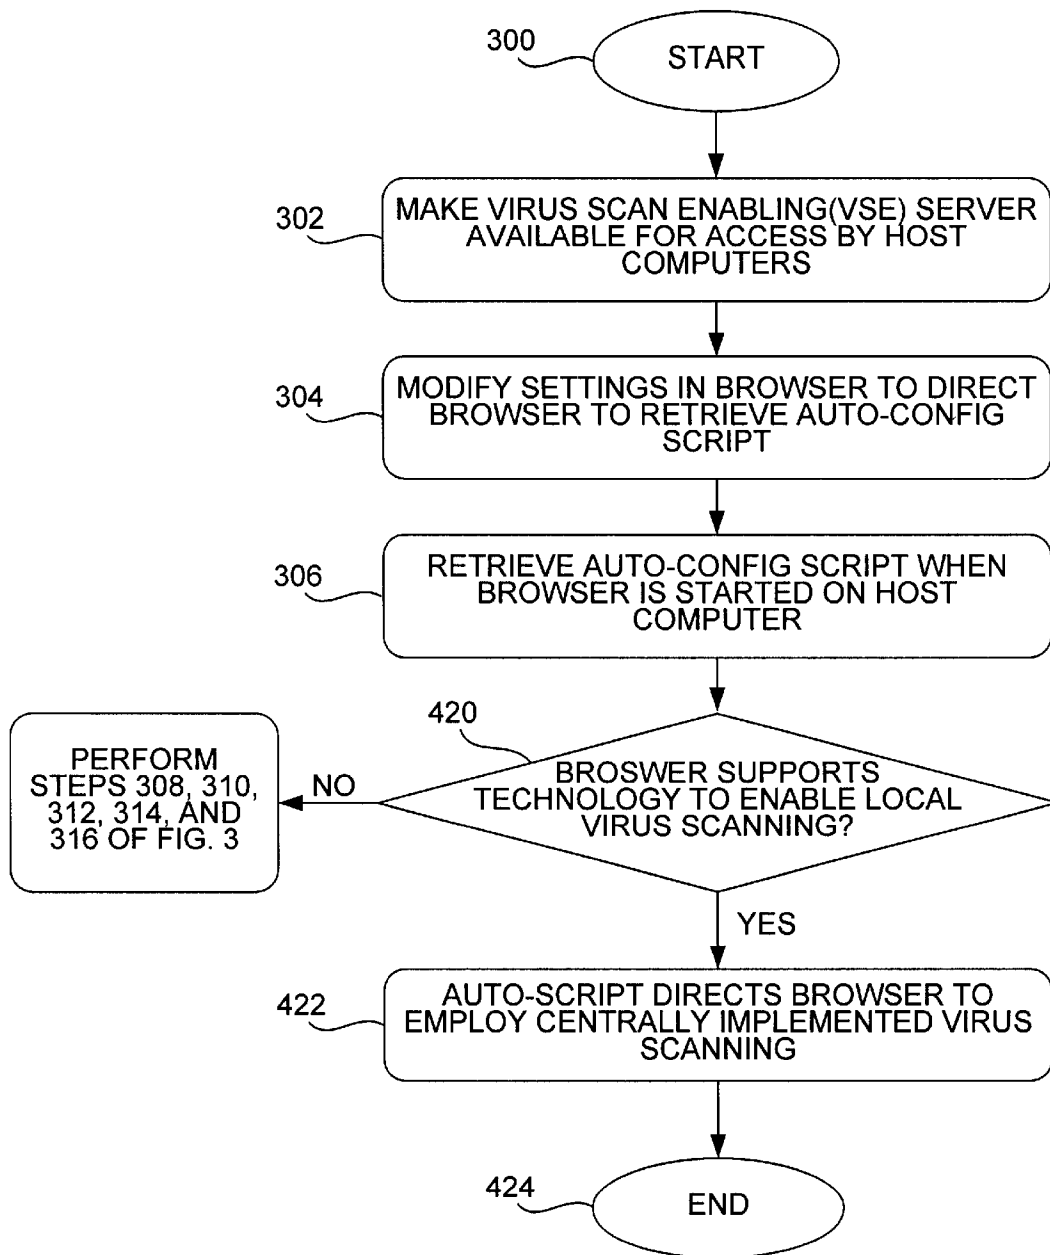 300
START
302
MAKE VIRUS SCAN ENABLING(VSE) SERVER
AVAILABLE FOR ACCESS BY HOST
COMPUTERS
304
MODIFY SETTINGS IN BROWSER TO DIRECT
BROWSER TO RETRIEVE AUTO-CONFIG
SCRIPT
306
RETRIEVE AUTO-CONFIG SCRIPT WHEN
BROWSER IS STARTED ON HOST
COMPUTER
420
BROSWER SUPPORTS
TECHNOLOGY TO ENABLE LOCAL
VIRUS SCANNING?
NO
PERFORM
STEPS 308, 310,
312, 314, AND
316 OF FIG. 3
YES
422
AUTO-SCRIPT DIRECTS BROWSER TO
EMPLOY CENTRALLY IMPLEMENTED VIRUS
SCANNING
424
END